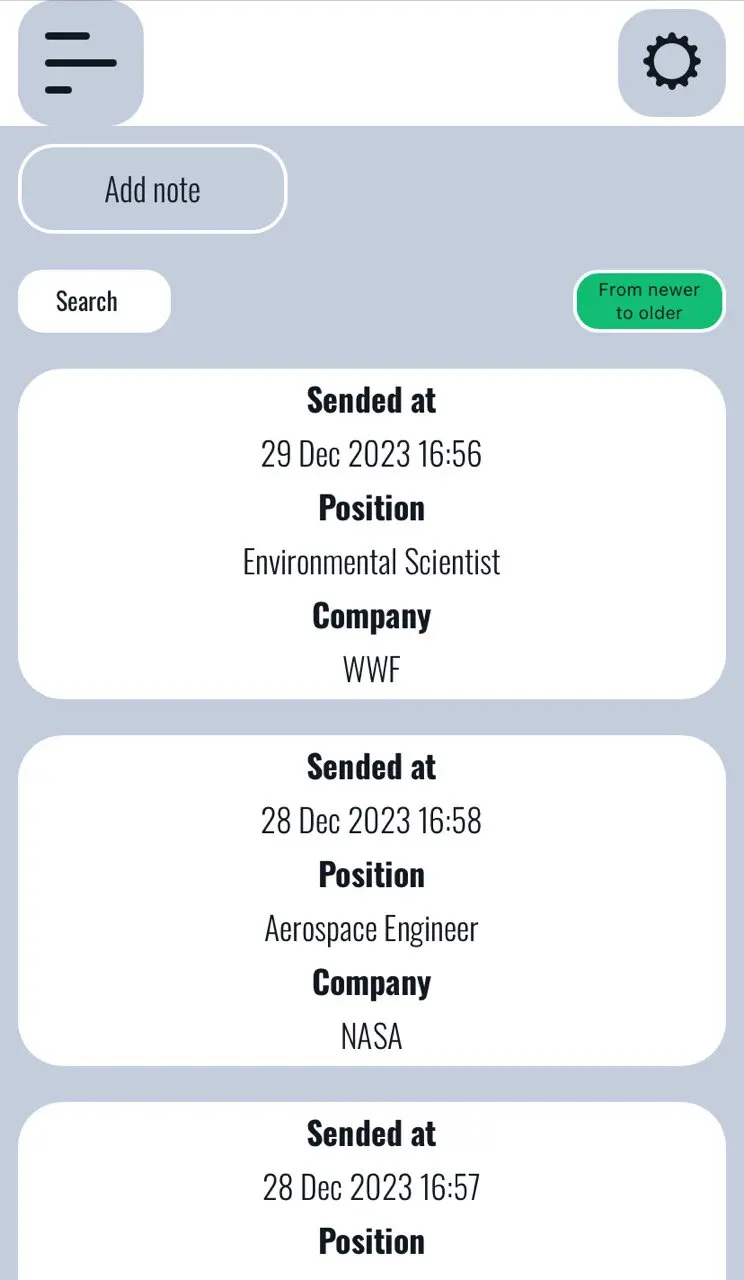 Add note
Search
From newer
to older
Sended at
29 Dec 2023 16:56
Position
Environmental Scientist
Company
WWF
Sended at
28 Dec 2023 16:58
Position
Aerospace Engineer
Company
NASA
Sended at
28 Dec 2023 16:57
Position